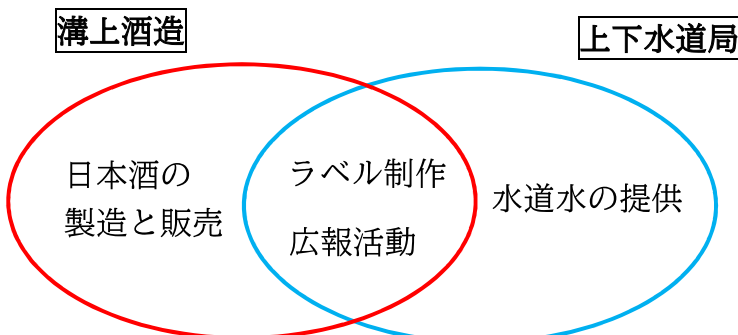 溝上酒造
上下水道局
日本酒の
製造と販売
ラベル制作
広報活動
水道水の提供